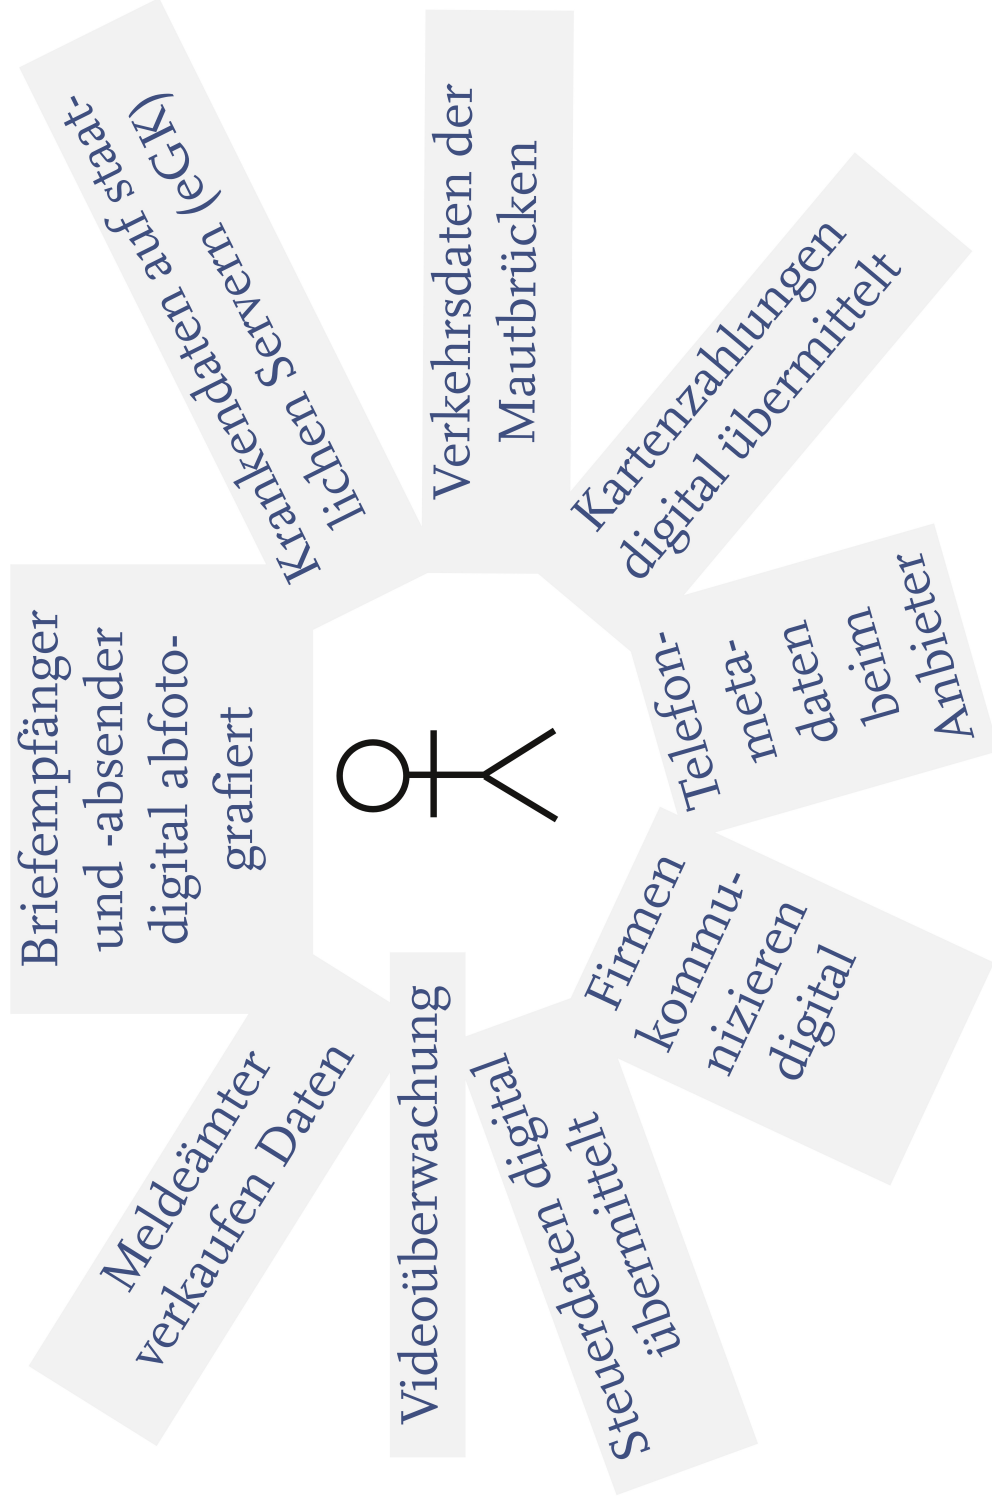 Briefempfänger
und -absender
digital abfoto-
grafiert
Krankendaten auf staat-
lichen Servern (eGK)
Verkehrsdaten der
Mautbrücken
Kartenzahlungen
digital übermittelt
Telefon-
meta-
daten
beim
Anbieter
Firmen
kommu-
nizieren
digital
Steuerdaten digital
übermittelt
Videoüberwachung
Meldeämter
verkaufen Daten